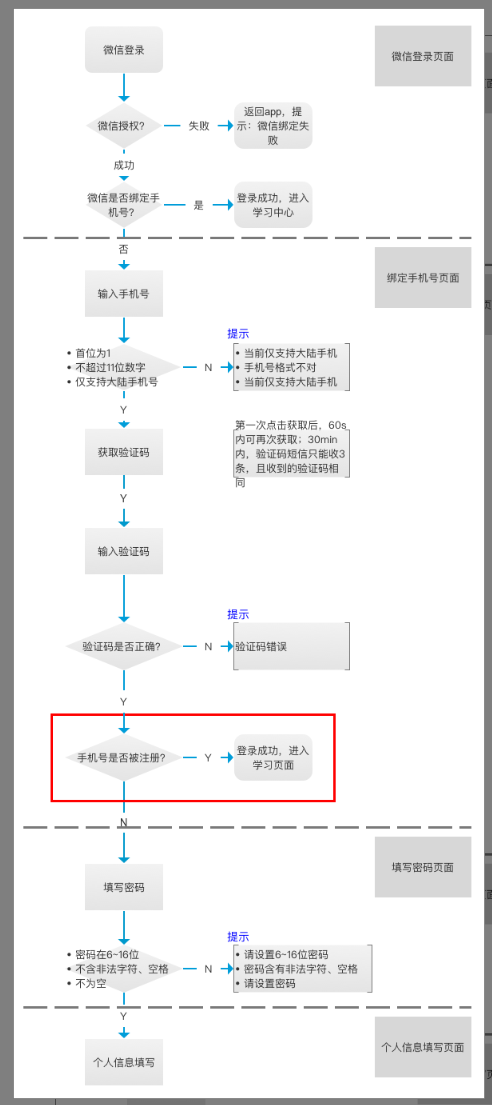 微信登录
微信登录页面
微信授权?
失败
返回app，提
示：微信绑定失
败
成功
微信是否绑定手
机号?
是
登录成功，进入
学习中心
否
绑定手机号页面
输入手机号
提示
• 首位为1
• 不超过11位数字
• 仅支持大陆手机号
N
• 当前仅支持大陆手机
• 手机号格式不对
• 当前仅支持大陆手机
Y
获取验证码
第一次点击获取后，60s
内可再次获取；30min
内，验证码短信只能收3
条，且收到的验证码相
同
Y
输入验证码
提示
验证码是否正确?
N
验证码错误
Y
手机号是否被注册?
Y
登录成功，进入
学习页面
N
填写密码页面
填写密码
提示
• 密码在6~16位
• 不含非法字符、空格
• 不为空
N
• 请设置6-16位密码
• 密码含有非法字符、空格
• 请设置密码
Y
个人信息填写
个人信息填写页面